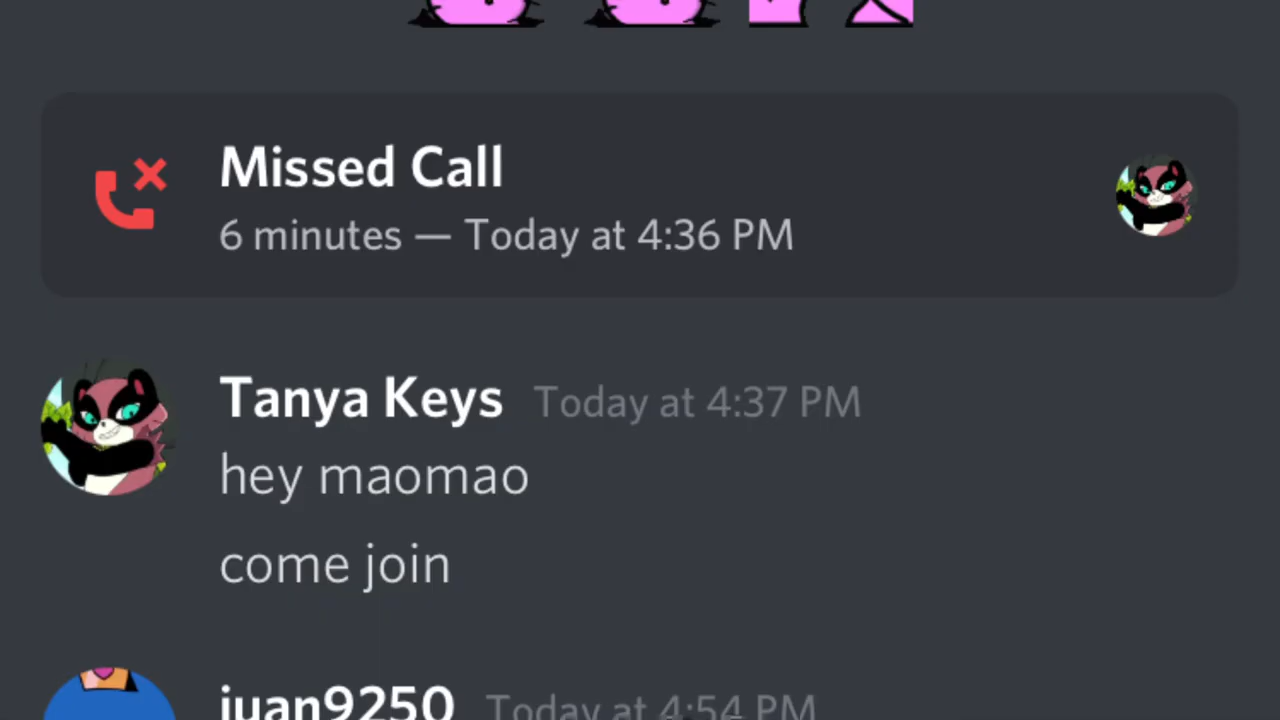 Missed Call
6 minutes — Today at 4:36 PM
Tanya Keys Today at 4:37 PM
hey maomao
come join
juan9250 Today at 4:54 PM